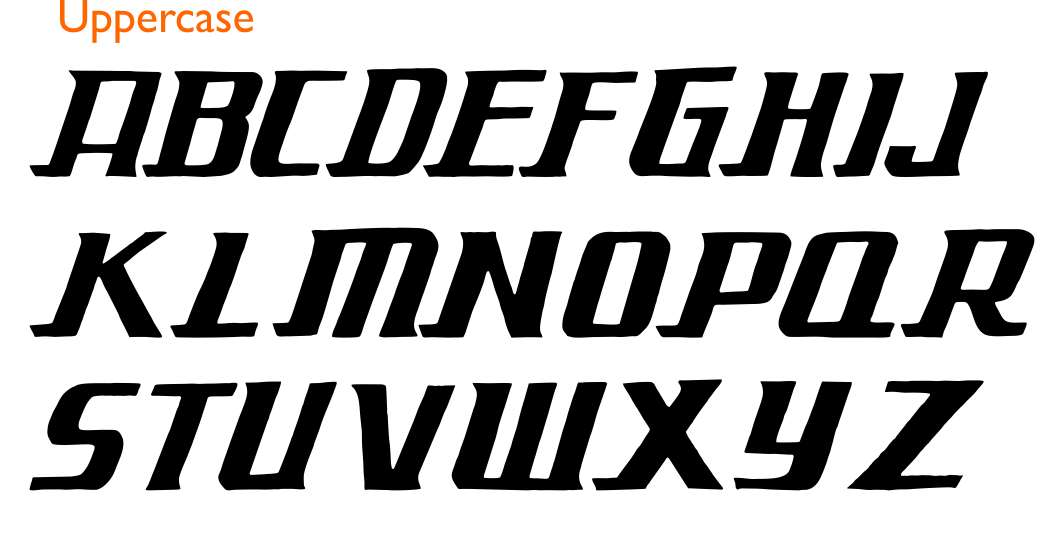 Uppercase
ABCDEFGHIJ
KLMNOPQR
STUVWXYZ